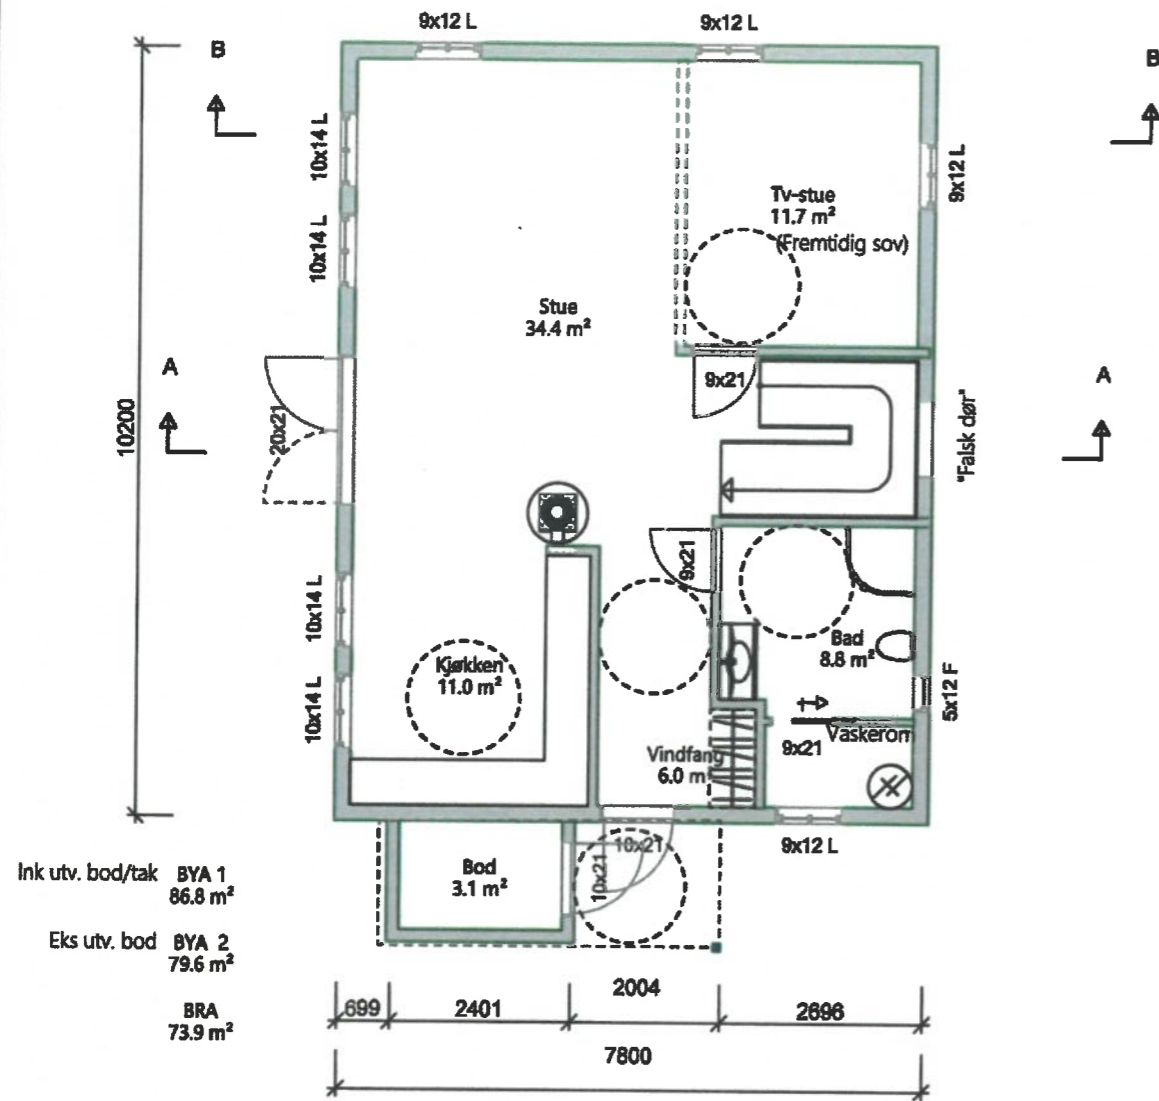 9x12 L
9x12 L
B
B
10x14 L
9x12 L
Tv-stue
11.7 m²
(Fremtidig sov)
10x14 L
Stue
34.4 m²
A
A
9x21
20x21
"Falsk dør"
10200
9x21
10x14 L
Bad
8.8 m²
Kjøkken
11.0 m²
5x12 F
10x14 L
Vaskerom
9x21
Vindfang
6.0 m
10x21
9x12 L
10x21
Bod
3.1 m²
Ink utv. bod/tak BYA 1
86.8 m²
Eks utv. bod BYA 2
79.6 m²
BRA
73.9 m²
699
2401
2004
2696
7800